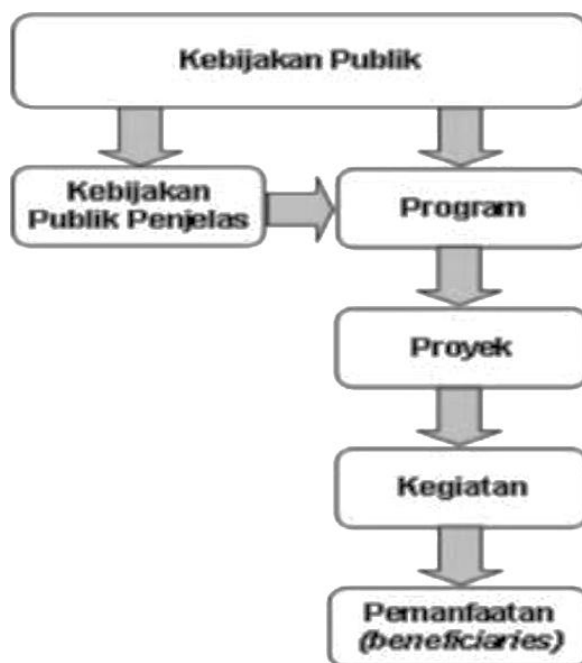 Kebijakan Publik
Kebijakan
Publik Penjelas
Program
Proyek
Kegiatan
Pemanfaatan
(beneficiaries)